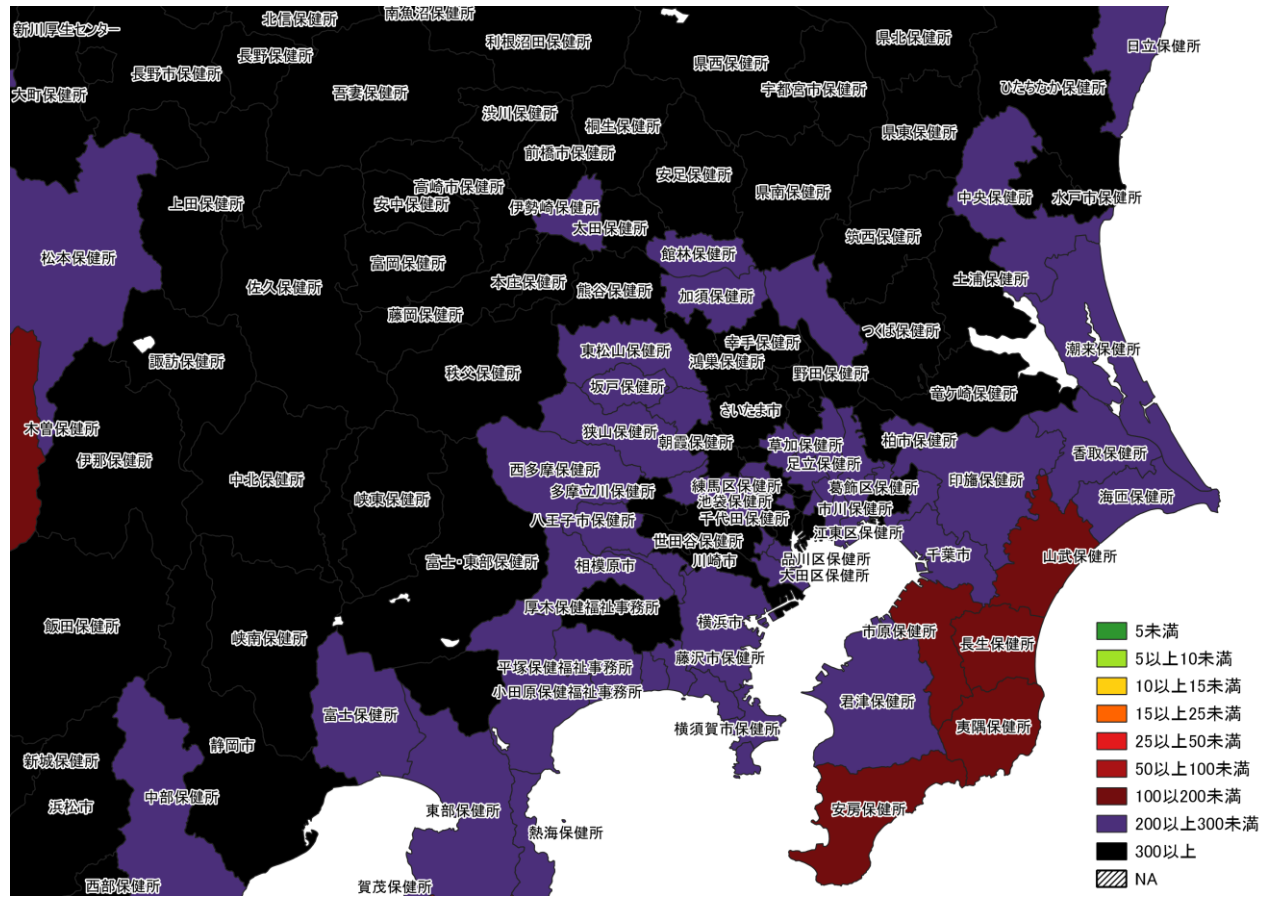 新川厚生センター
北信保健所
南魚沼保健所
利根沼田保健所
県北保健所
日立保健所
長野保健所
長野市保健所
大町保健所
吾妻保健所
県西保健所
宇都宮市保健所
ひたちなか保健所
渋川保健所
桐生保健所
県東保健所
前橋市保健所
安足保健所
県南保健所
高崎市保健所
安中保健所
上田保健所
伊勢崎保健所
太田保健所
中央保健所
水戸市保健所
筑西保健所
松本保健所
富岡保健所
館林保健所
佐久保健所
本庄保健所
熊谷保健所
加須保健所
土浦保健所
藤岡保健所
つくば保健所
幸手保健所
東松山保健所
鴻巣保健所
潮来保健所
諏訪保健所
秩父保健所
坂戸保健所
野田保健所
竜ケ崎保健所
さいたま市
木曽保健所
狭山保健所
朝霞保健所
草加保健所
柏市保健所
伊那保健所
西多摩保健所
足立保健所
香取保健所
中北保健所
多摩立川保健所
練馬区保健所
葛飾区保健所
印旛保健所
海匝保健所
峡東保健所
池袋保健所
市川保健所
八王子市保健所
千代田保健所
江東区保健所
世田谷保健所
富士・東部保健所
川崎市
品川区保健所
千葉市
山武保健所
相模原市
大田区保健所
厚木保健福祉事務所
飯田保健所
峡南保健所
横浜市
市原保健所
長生保健所
平塚保健福祉事務所
藤沢市保健所
小田原保健福祉事務所
君津保健所
富士保健所
横須賀市保健所
夷隅保健所
静岡市
新城保健所
中部保健所
浜松市
東部保健所
安房保健所
熱海保健所
西部保健所
賀茂保健所
5未満
5以上10未満
10以上15未満
15以上25未満
25以上50未満
50以上100未満
100以200未満
200以上300未満
300以上
NA